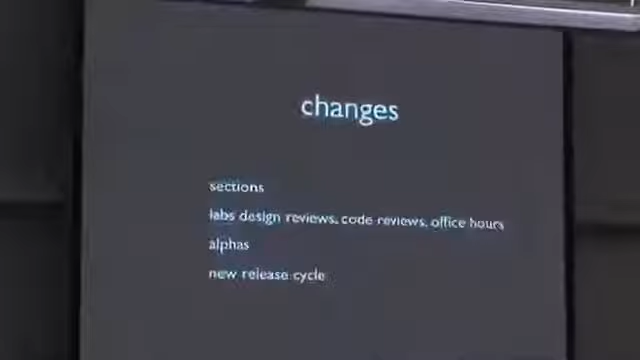 changes
sections
labs design reviews, code reviews, office hours
alphas
new release cycle